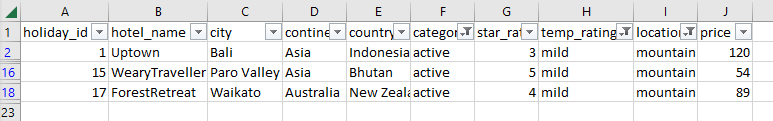 A B C D E F G H I J
1 holiday_id hotel_name city contine country categor star_rat temp_rating location price
2 1 Uptown Bali Asia Indonesia active 3 mild mountain 120
16 15 WearyTraveller Paro Valley Asia Bhutan active 5 mild mountain 54
18 17 ForestRetreat Waikato Australia New Zeala active 4 mild mountain 89
23